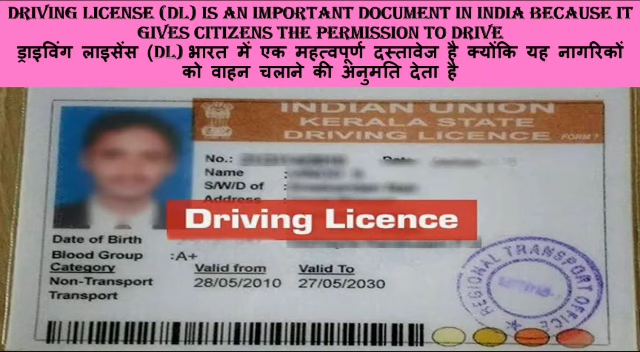 DRIVING LICENSE (DL) IS AN IMPORTANT DOCUMENT IN INDIA BECAUSE IT
GIVES CITIZENS THE PERMISSION TO DRIVE
ड्राइविंग लाइसेंस (DL) भारत में एक महत्वपूर्ण दस्तावेज है क्योंकि यह नागरिकों
को वाहन चलाने की अनुमति देता है
INDIAN UNION
KERALA STATE
DRIVING LICENCE FORM 7
No.:
Name :
S/W/D of :
Address
Driving Licence
Date of Birth
Blood Group :A+
Category Valid from Valid To
Non-Transport 28/05/2010 27/05/2030
Transport
REGIONAL TRANSPORT OFFICE